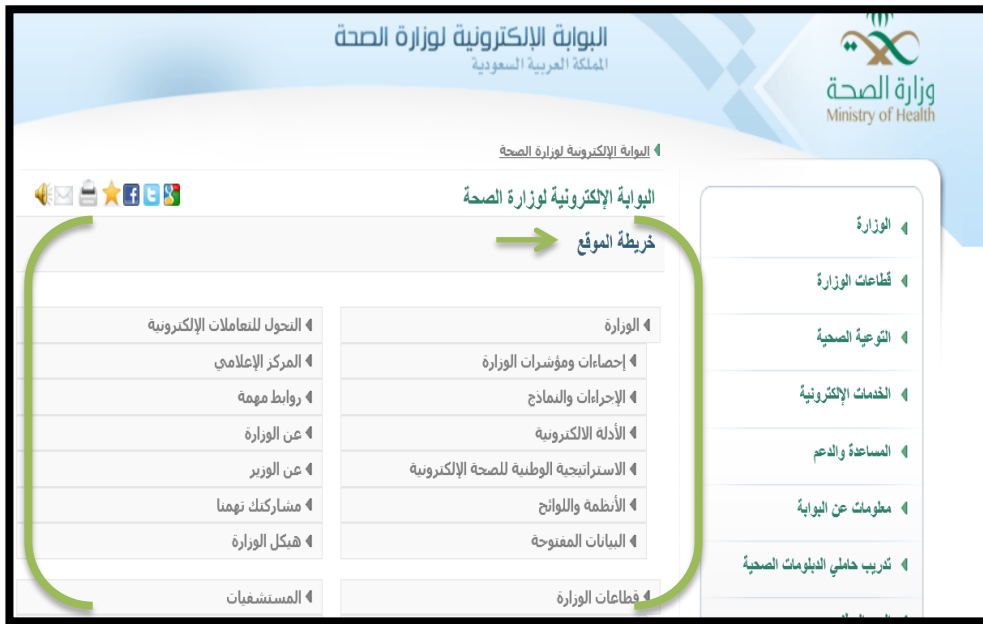 البوابة الإلكترونية لوزارة الصحة
المملكة العربية السعودية
وزارة الصحة
Ministry of Health
البوابة الإلكترونية لوزارة الصحة
البوابة الإلكترونية لوزارة الصحة
خريطة الموقع
الوزارة
قطاعات الوزارة
التوعية الصحية
الخدمات الإلكترونية
المساعدة والدعم
معلومات عن البوابة
تدريب حاملي الدبلومات الصحية
الوزارة
التحول للتعاملات الإلكترونية
إحصاءات ومؤشرات الوزارة
المركز الإعلامي
الإجراءات والنماذج
روابط مهمة
الأدلة الالكترونية
عن الوزارة
الاستراتيجية الوطنية للصحة الإلكترونية
عن الوزير
الأنظمة واللوائح
مشاركتك تهمنا
البيانات المفتوحة
هيكل الوزارة
قطاعات الوزارة
المستشفيات